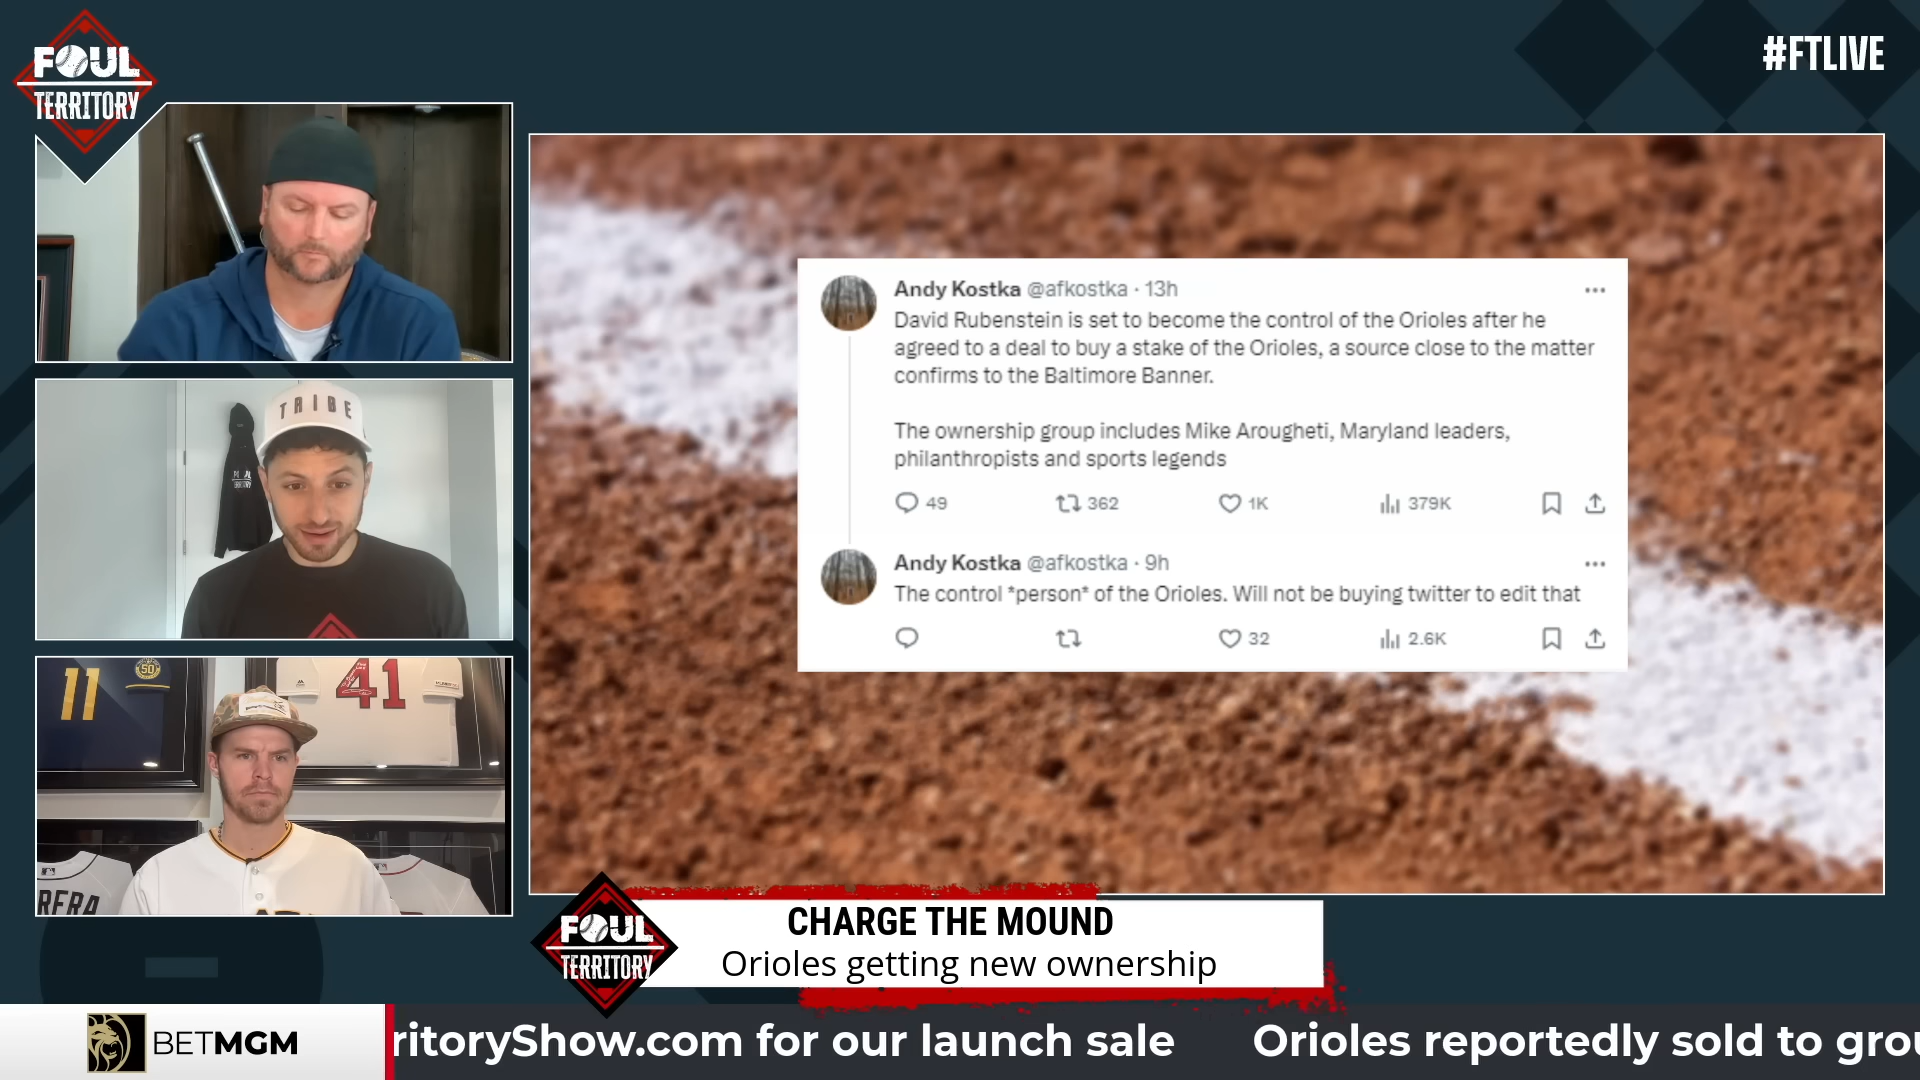 FOUL
TERRITORY
#FTLIVE
TRIBE
11
50
41
RERA
Andy Kostka @afkostka · 13h
David Rubenstein is set to become the control of the Orioles after he
agreed to a deal to buy a stake of the Orioles, a source close to the matter
confirms to the Baltimore Banner.
The ownership group includes Mike Arougheti, Maryland leaders,
philanthropists and sports legends
49 362 1K 379K
Andy Kostka @afkostka · 9h
The control *person* of the Orioles. Will not be buying twitter to edit that
32 2.6K
FOUL
TERRITORY
CHARGE THE MOUND
Orioles getting new ownership
BETMGM
ritoryShow.com for our launch sale Orioles reportedly sold to grou